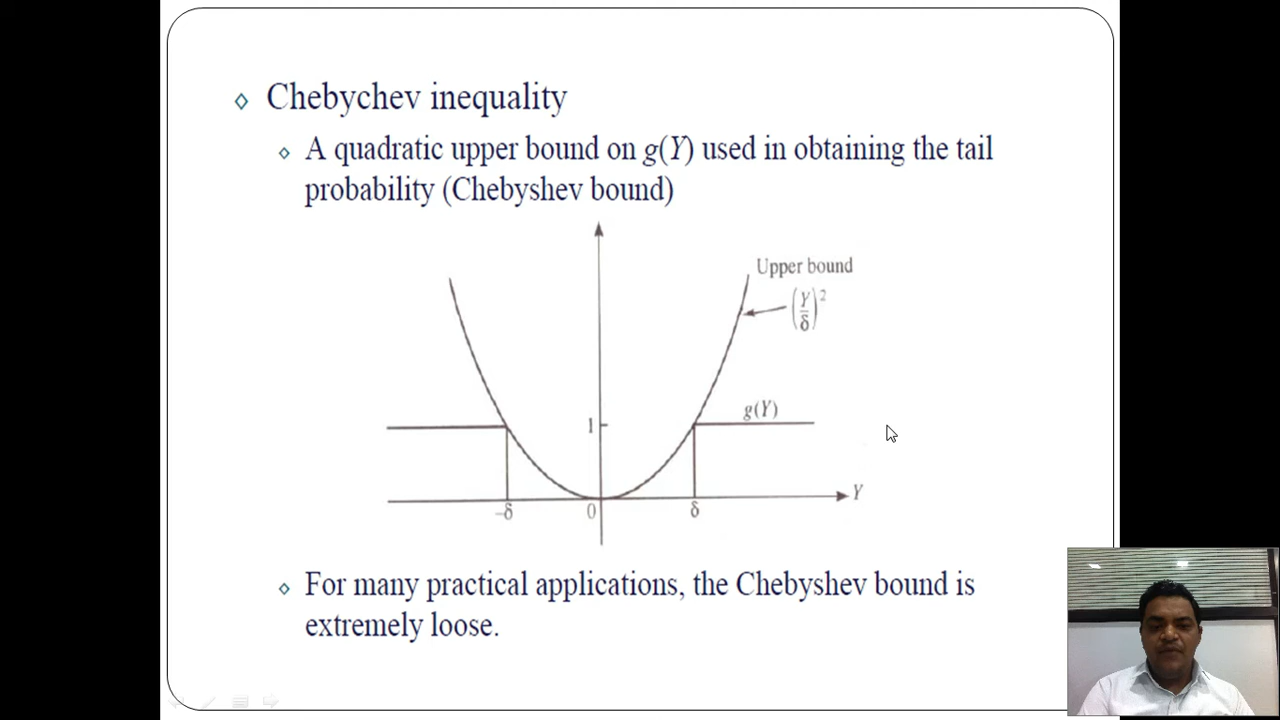 Chebychev inequality
A quadratic upper bound on g(Y) used in obtaining the tail
probability (Chebyshev bound)
Upper bound
(Y/δ)²
g(Y)
1
Y
-δ 0 δ
For many practical applications, the Chebyshev bound is
extremely loose.